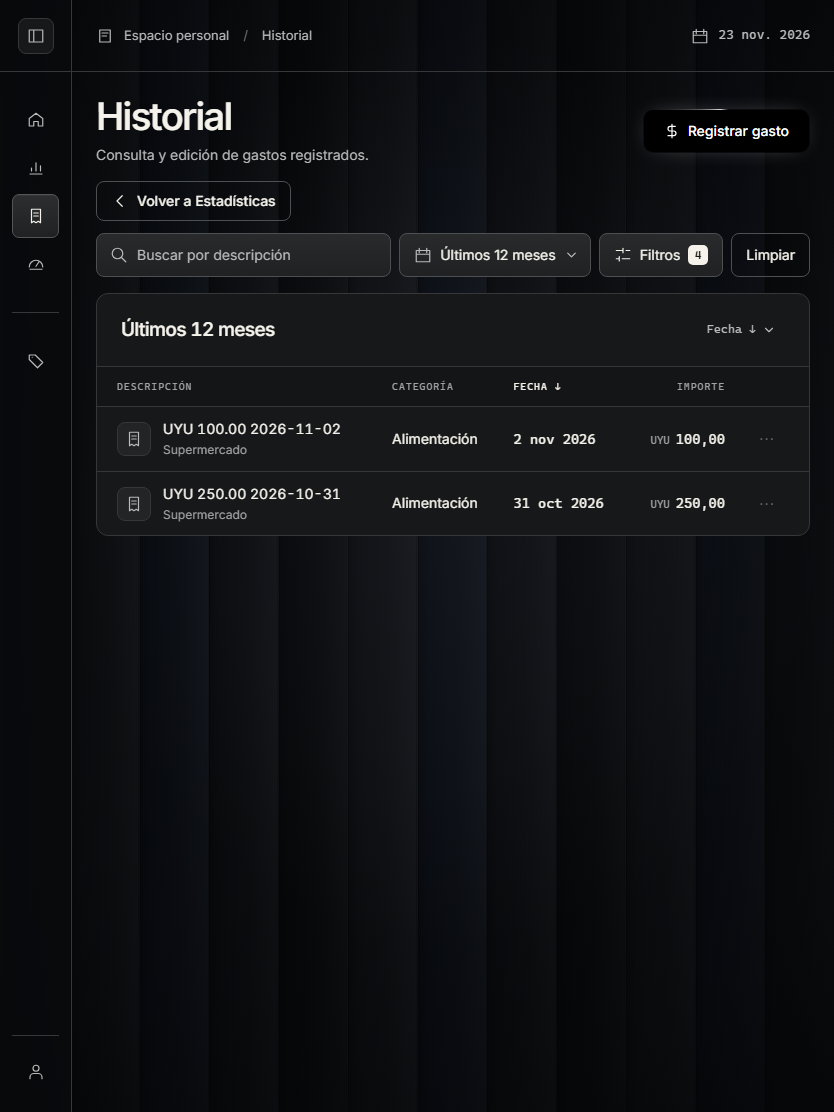 Espacio personal / Historial
23 nov. 2026
Historial
Consulta y edición de gastos registrados.
Registrar gasto
Volver a Estadísticas
Buscar por descripción
Últimos 12 meses
Filtros 4
Limpiar
Últimos 12 meses
Fecha ↓
DESCRIPCIÓN CATEGORÍA FECHA ↓ IMPORTE
UYU 100.00 2026-11-02
Supermercado
Alimentación
2 nov 2026
UYU 100,00
UYU 250.00 2026-10-31
Supermercado
Alimentación
31 oct 2026
UYU 250,00